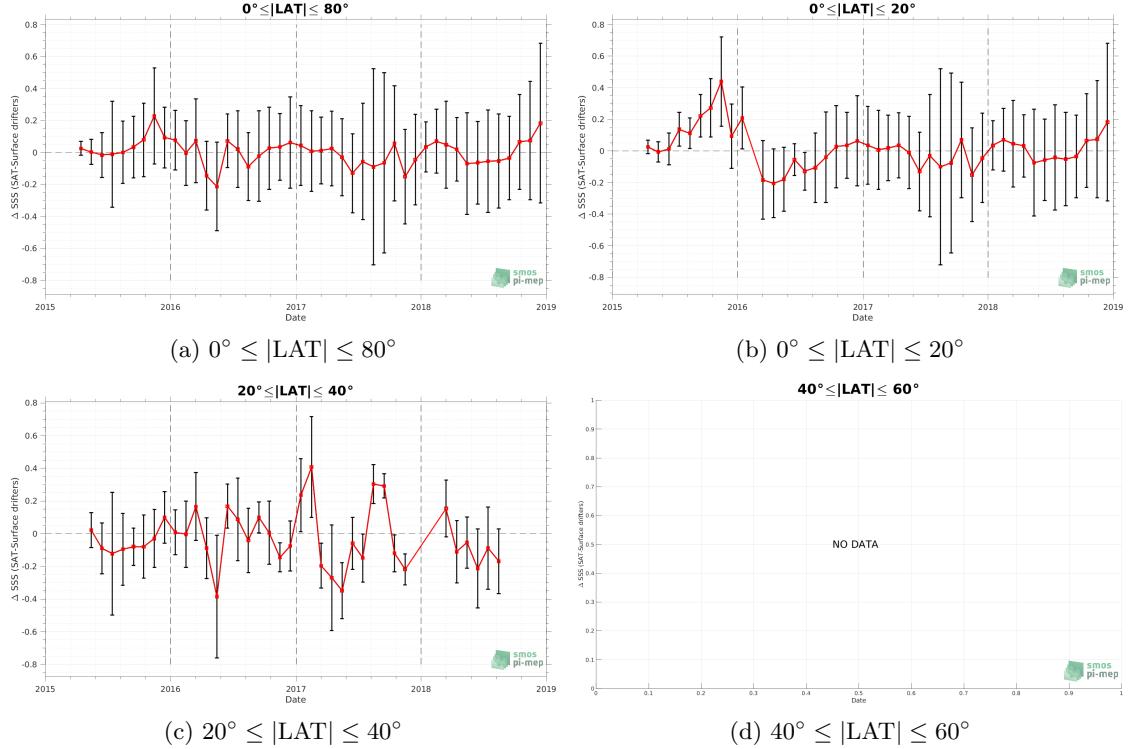 0°≤|LAT|≤ 80°
Δ SSS (SAT-Surface drifters)
0.8
0.6
0.4
0.2
0
-0.2
-0.4
-0.6
-0.8
2015
2016
2017
2018
2019
Date
smos
pi-mep
(a) 0° ≤ |LAT| ≤ 80°
0°≤|LAT|≤ 20°
Δ SSS (SAT-Surface drifters)
0.8
0.6
0.4
0.2
0
-0.2
-0.4
-0.6
-0.8
2015
2016
2017
2018
2019
Date
smos
pi-mep
(b) 0° ≤ |LAT| ≤ 20°
20°≤|LAT|≤ 40°
Δ SSS (SAT-Surface drifters)
0.8
0.6
0.4
0.2
0
-0.2
-0.4
-0.6
-0.8
2015
2016
2017
2018
2019
Date
smos
pi-mep
(c) 20° ≤ |LAT| ≤ 40°
40°≤|LAT|≤ 60°
Δ SSS (SAT-Surface drifters)
1
0.9
0.8
0.7
0.6
0.5
0.4
0.3
0.2
0.1
0
NO DATA
0
0.1
0.2
0.3
0.4
0.5
0.6
0.7
0.8
0.9
1
Date
smos
pi-mep
(d) 40° ≤ |LAT| ≤ 60°